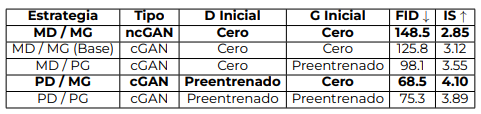 Estrategia Tipo D Inicial G Inicial FID ↓ IS ↑
MD / MG ncGAN Cero Cero 148.5 2.85
MD / MG (Base) cGAN Cero Cero 125.8 3.12
MD / PG cGAN Cero Preentrenado 98.1 3.55
PD / MG cGAN Preentrenado Cero 68.5 4.10
PD / PG cGAN Preentrenado Preentrenado 75.3 3.89